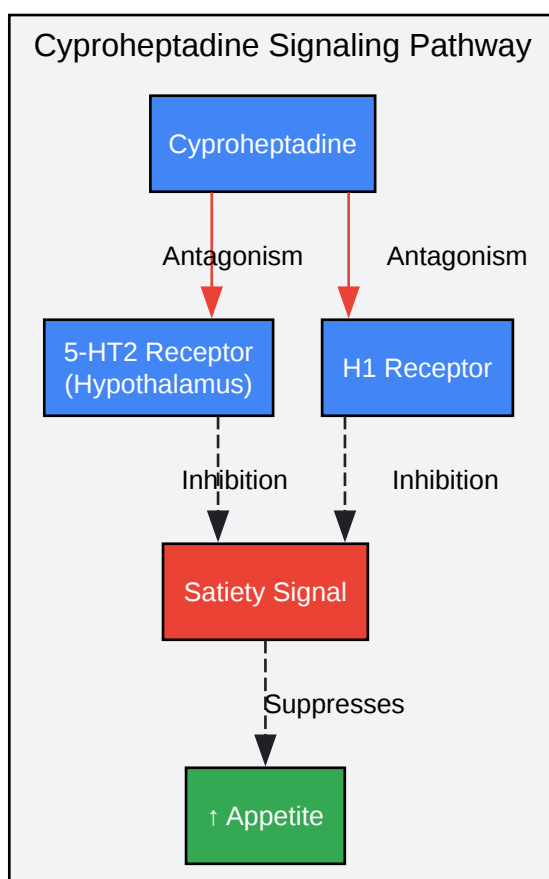 Cyproheptadine Signaling Pathway
Cyproheptadine
Antagonism
Antagonism
5-HT2 Receptor
(Hypothalamus)
H1 Receptor
Inhibition
Inhibition
Satiety Signal
Suppresses
↑ Appetite